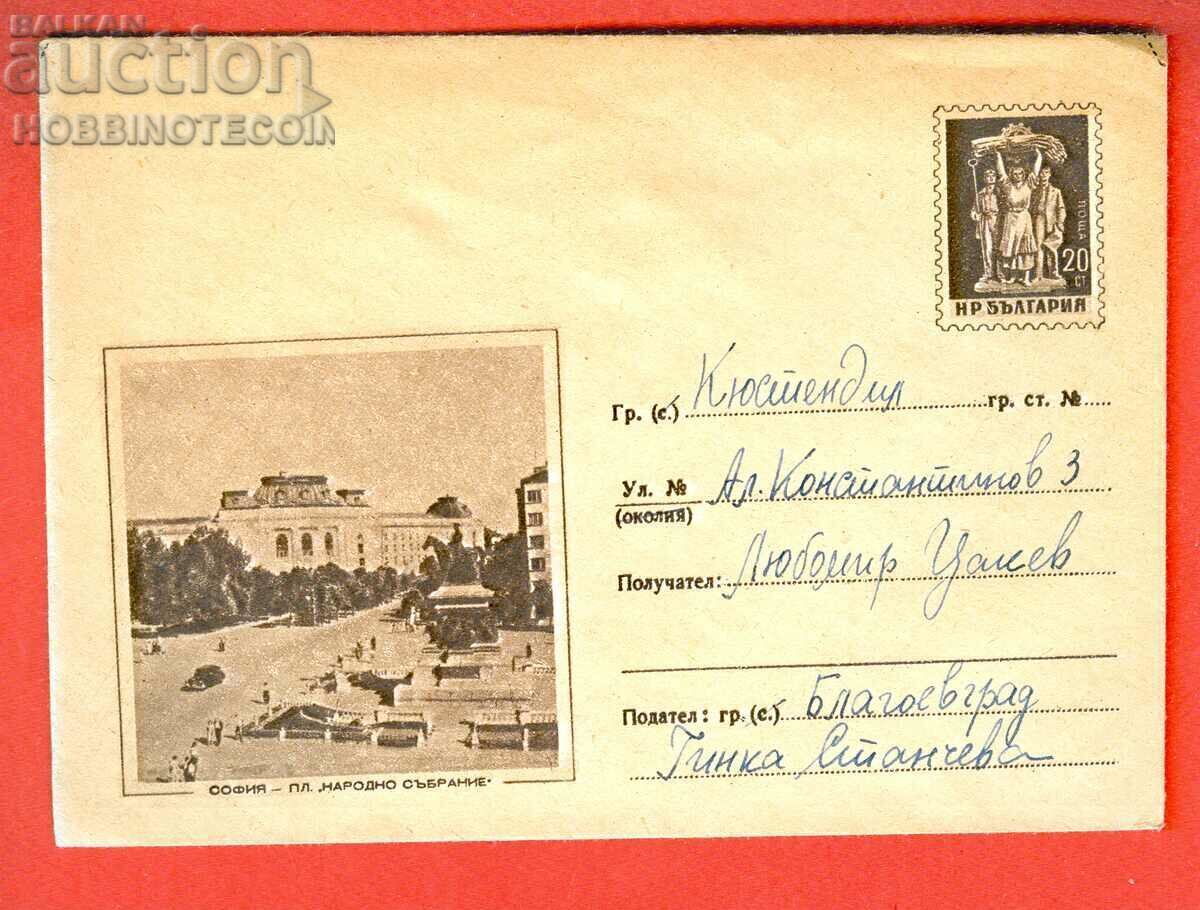 BALKAN
auction
HOBBINOTECOIN
ПОЩА
20
СТ
НР БЪЛГАРИЯ
Гр. (с.) Кюстендил гр. ст. №
Ул. № Ал. Константинов 3
(околия)
Получател: Любомир Цолев
Подател: гр. (с.) Благоевград
Гинка Станчева
СОФИЯ – ПЛ. „НАРОДНО СЪБРАНИЕ"